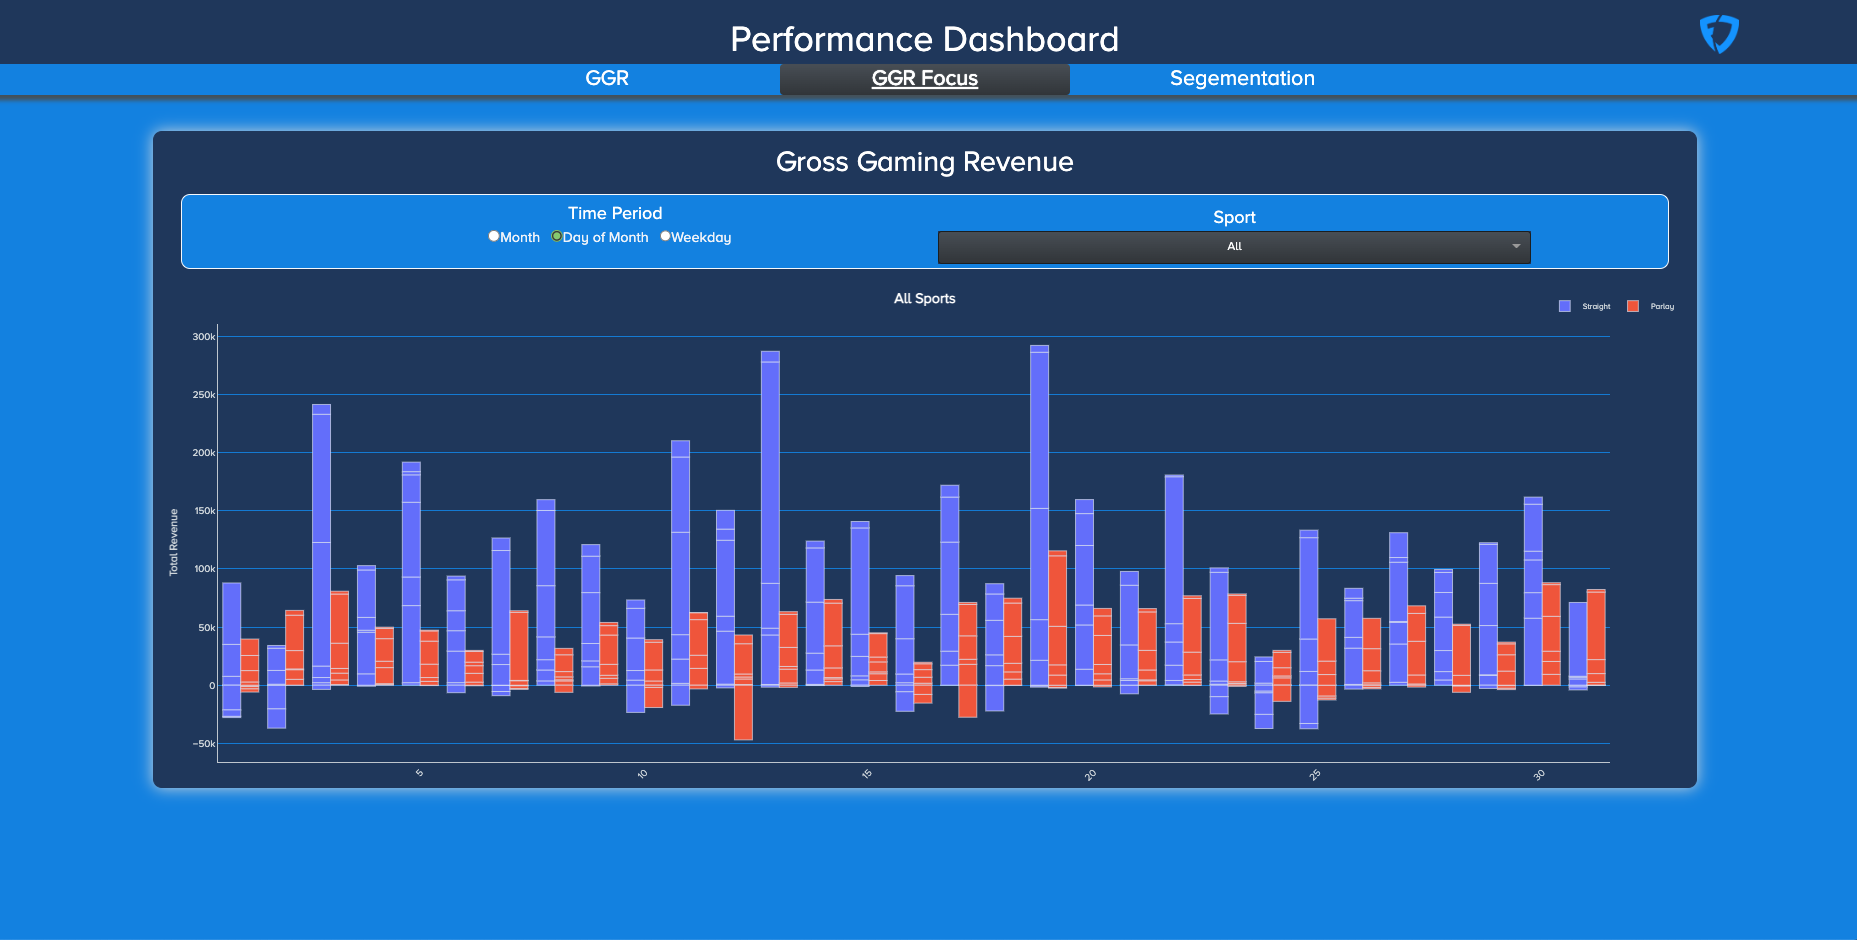 Performance Dashboard
GGR
GGR Focus
Segementation
Gross Gaming Revenue
Time Period
Month
Day of Month
Weekday
Sport
All
All Sports
Straight
Parlay
300k
250k
200k
150k
100k
50k
0
−50k
Total Revenue
5
10
15
20
25
30